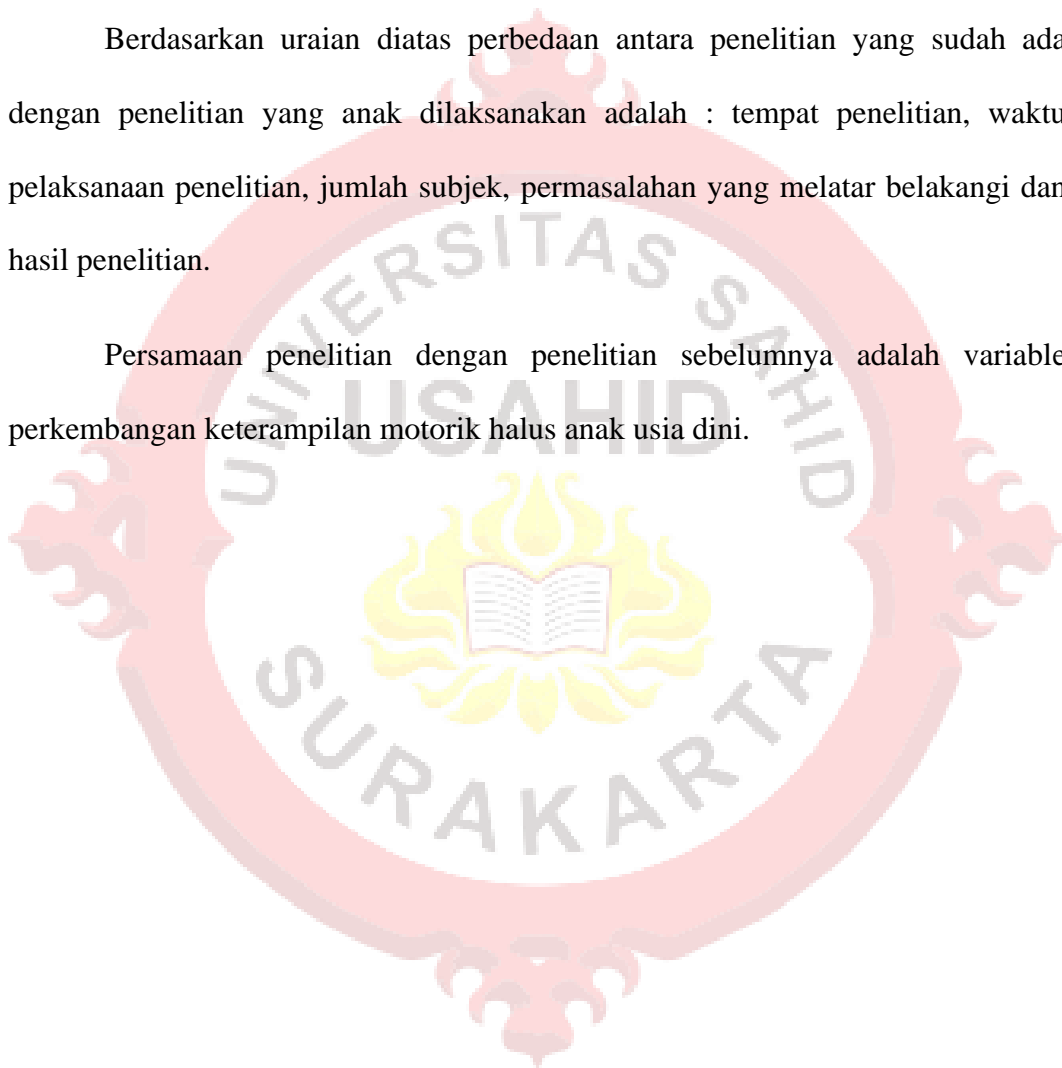 Berdasarkan uraian diatas perbedaan antara penelitian yang sudah ada
dengan penelitian yang anak dilaksanakan adalah : tempat penelitian, waktu
pelaksanaan penelitian, jumlah subjek, permasalahan yang melatar belakangi dan
hasil penelitian.
Persamaan penelitian dengan penelitian sebelumnya adalah variable
perkembangan keterampilan motorik halus anak usia dini.
UNIVERSITAS SAHID
USAHID
SURAKARTA